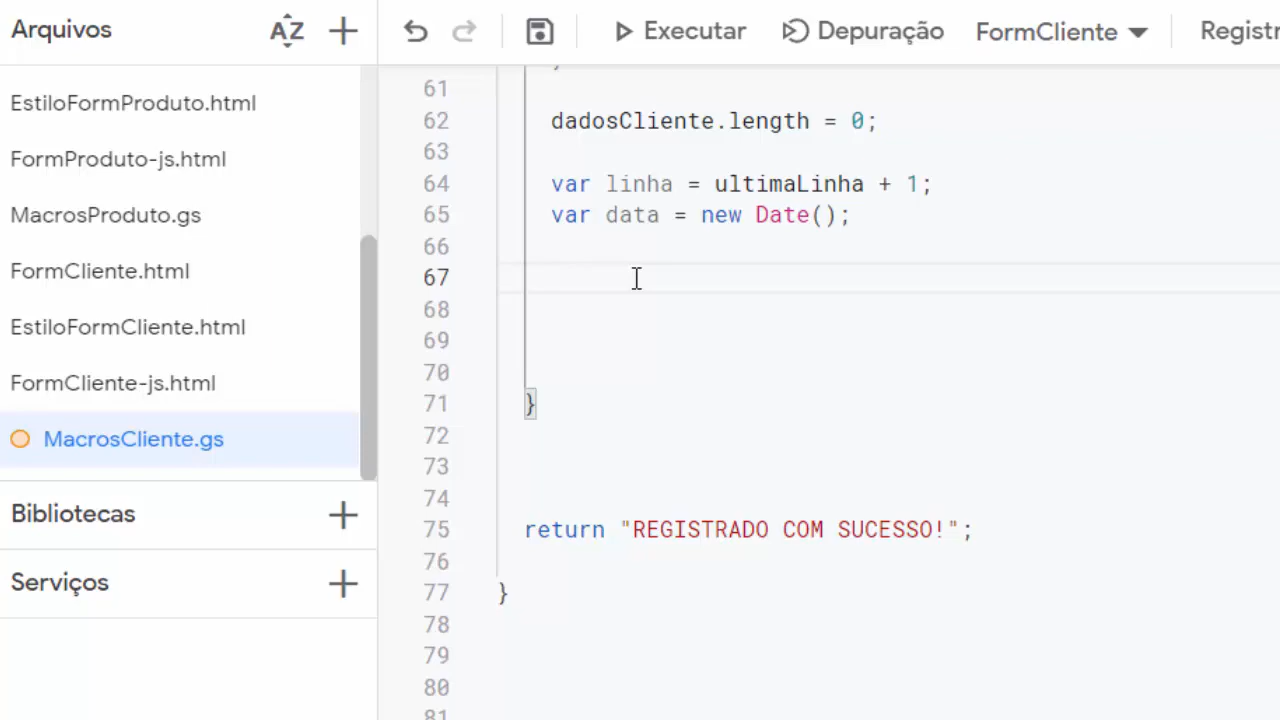 Arquivos
AZ
Executar
Depuração
FormCliente
Registr
EstiloFormProduto.html
FormProduto-js.html
MacrosProduto.gs
FormCliente.html
EstiloFormCliente.html
FormCliente-js.html
MacrosCliente.gs
Bibliotecas
Serviços
61
62 dadosCliente.length = 0;
63
64 var linha = ultimaLinha + 1;
65 var data = new Date();
66
67
68
69
70
71 }
72
73
74
75 return "REGISTRADO COM SUCESSO!";
76
77 }
78
79
80
81